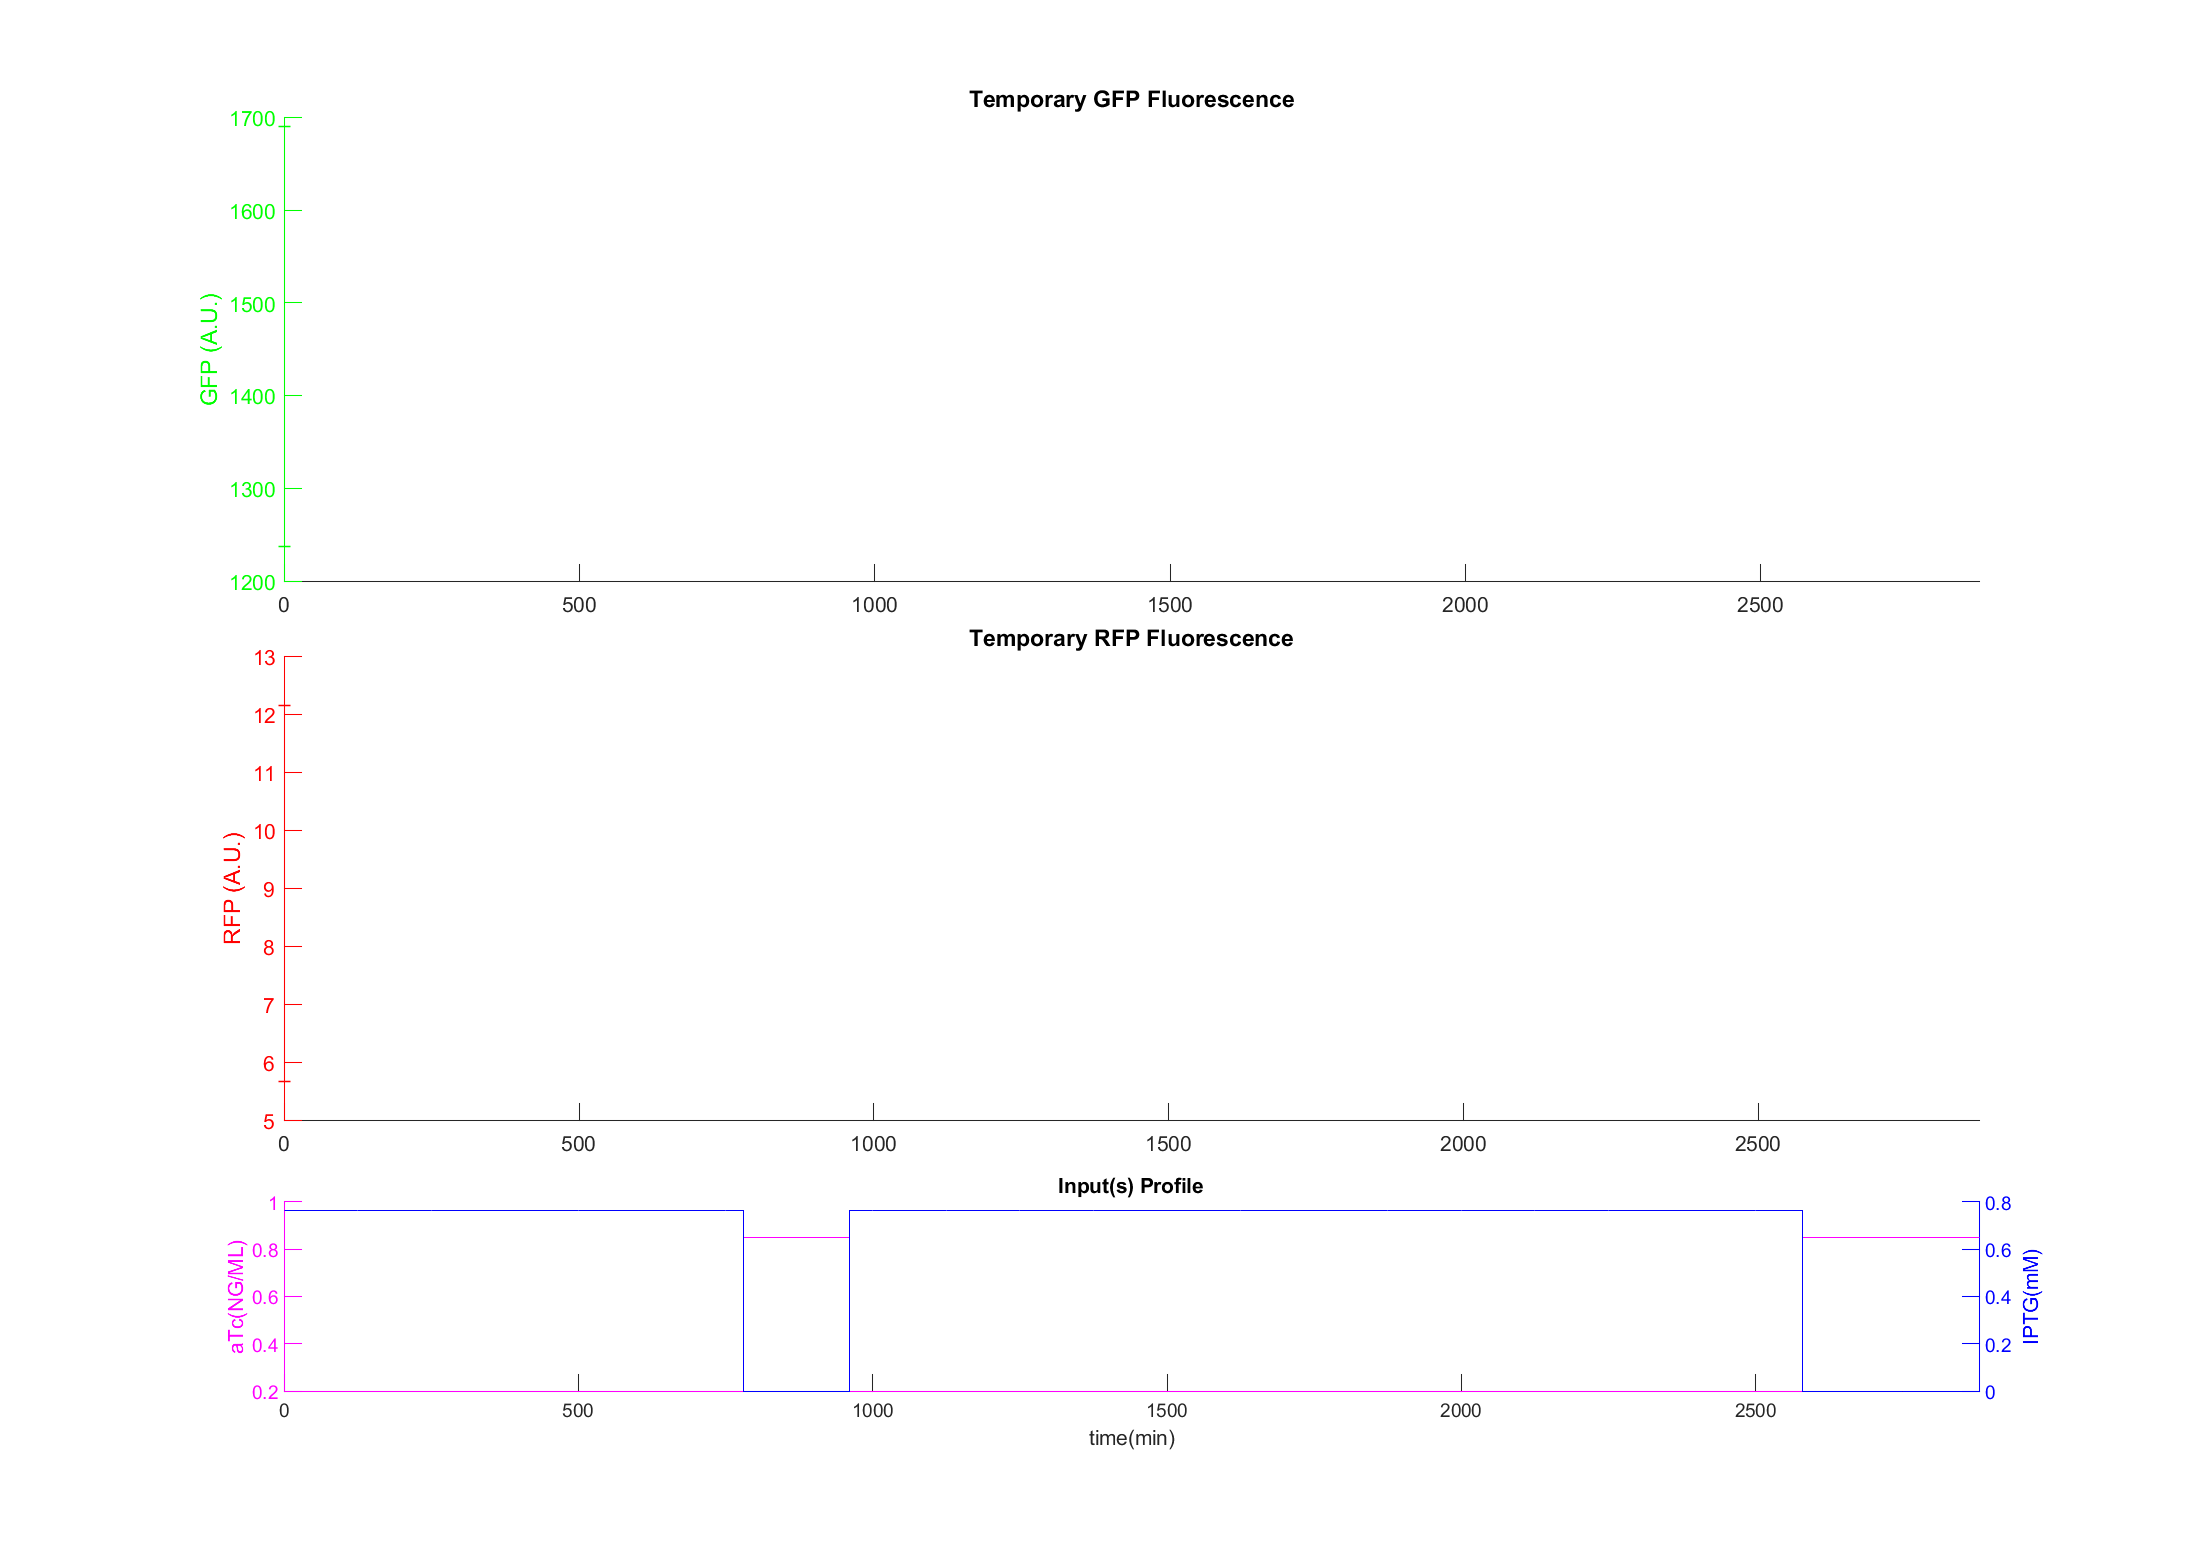 Temporary GFP Fluorescence
1700
1600
1500
1400
1300
1200
GFP (A.U.)
0 500 1000 1500 2000 2500
Temporary RFP Fluorescence
13
12
11
10
9
8
7
6
5
RFP (A.U.)
0 500 1000 1500 2000 2500
Input(s) Profile
1
0.8
0.6
0.4
0.2
aTc(NG/ML)
0.8
0.6
0.4
0.2
0
IPTG(mM)
0 500 1000 1500 2000 2500
time(min)